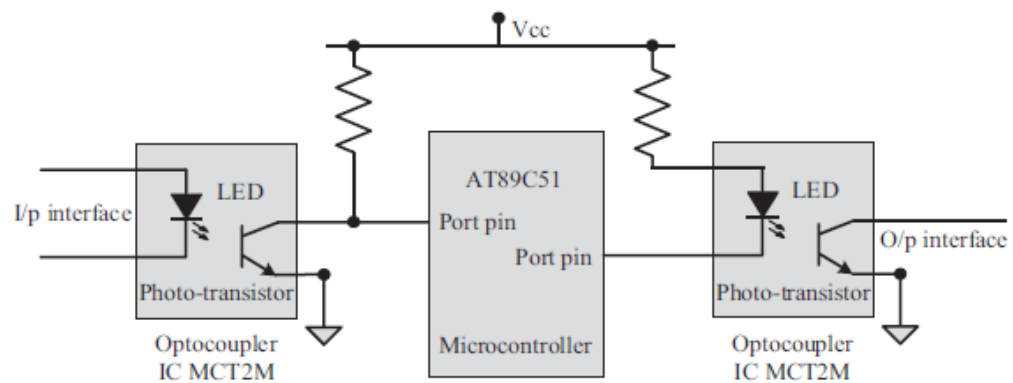 Vcc
AT89C51
LED
LED
I/p interface
Port pin
O/p interface
Port pin
Photo-transistor
Photo-transistor
Microcontroller
Optocoupler
IC MCT2M
Optocoupler
IC MCT2M